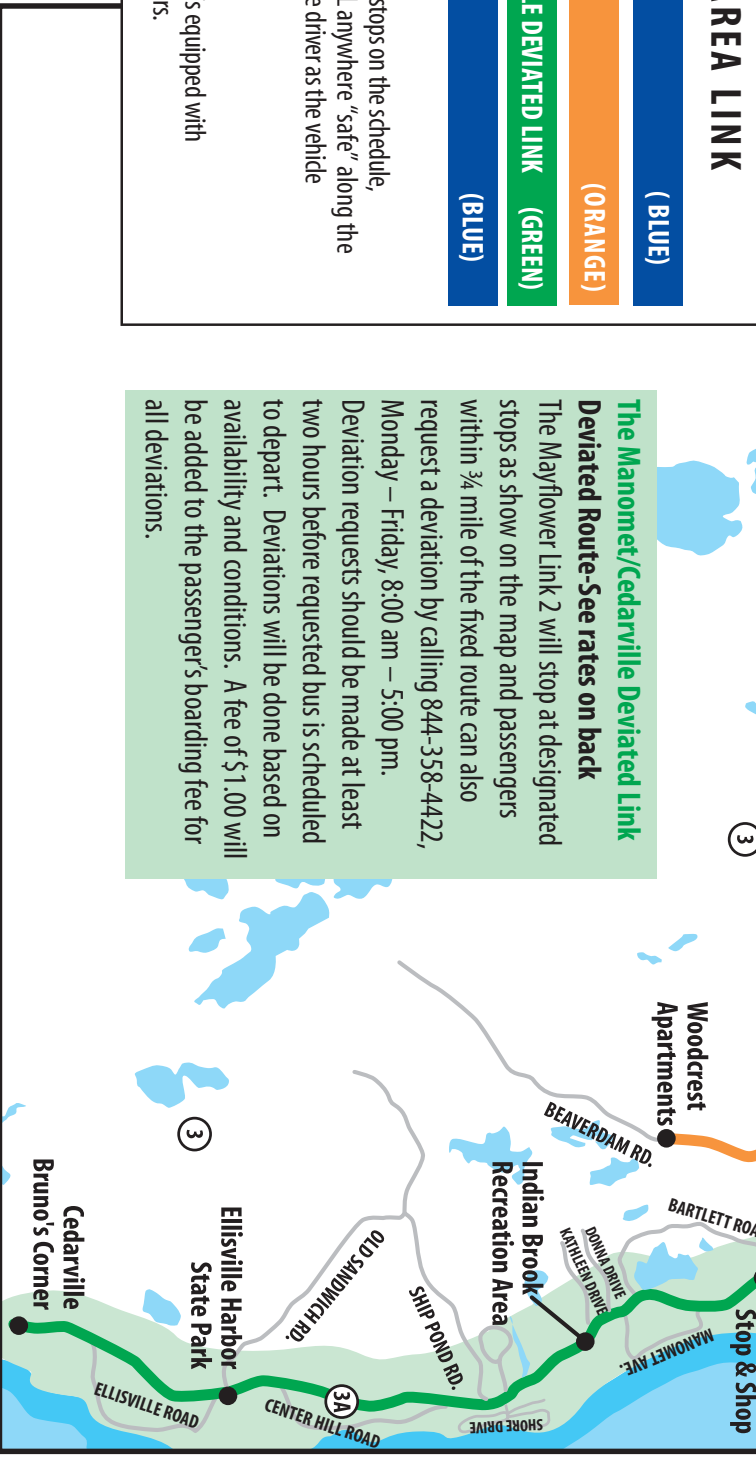 AREA LINK
( BLUE)
(ORANGE)
LE DEVIATED LINK (GREEN)
(BLUE)
stops on the schedule,
L anywhere “safe” along the
e driver as the vehicle
s equipped with
rs.
The Manomet/Cedarville Deviated Link
Deviated Route-See rates on back
The Mayflower Link 2 will stop at designated
stops as show on the map and passengers
within ¾ mile of the fixed route can also
request a deviation by calling 844-358-4422,
Monday – Friday, 8:00 am – 5:00 pm.
Deviation requests should be made at least
two hours before requested bus is scheduled
to depart. Deviations will be done based on
availability and conditions. A fee of $1.00 will
be added to the passenger's boarding fee for
all deviations.
3
Woodcrest
Apartments
BEAVERDAM RD.
BARTLETT ROA
Stop & Shop
DONNA DRIVE
KATHLEEN DRIVE
MANOMET AVE.
Indian Brook
Recreation Area
SHIP POND RD.
SHORE DRIVE
OLD SANDWICH RD.
3
3A
CENTER HILL ROAD
Ellisville Harbor
State Park
ELLISVILLE ROAD
Cedarville
Bruno's Corner